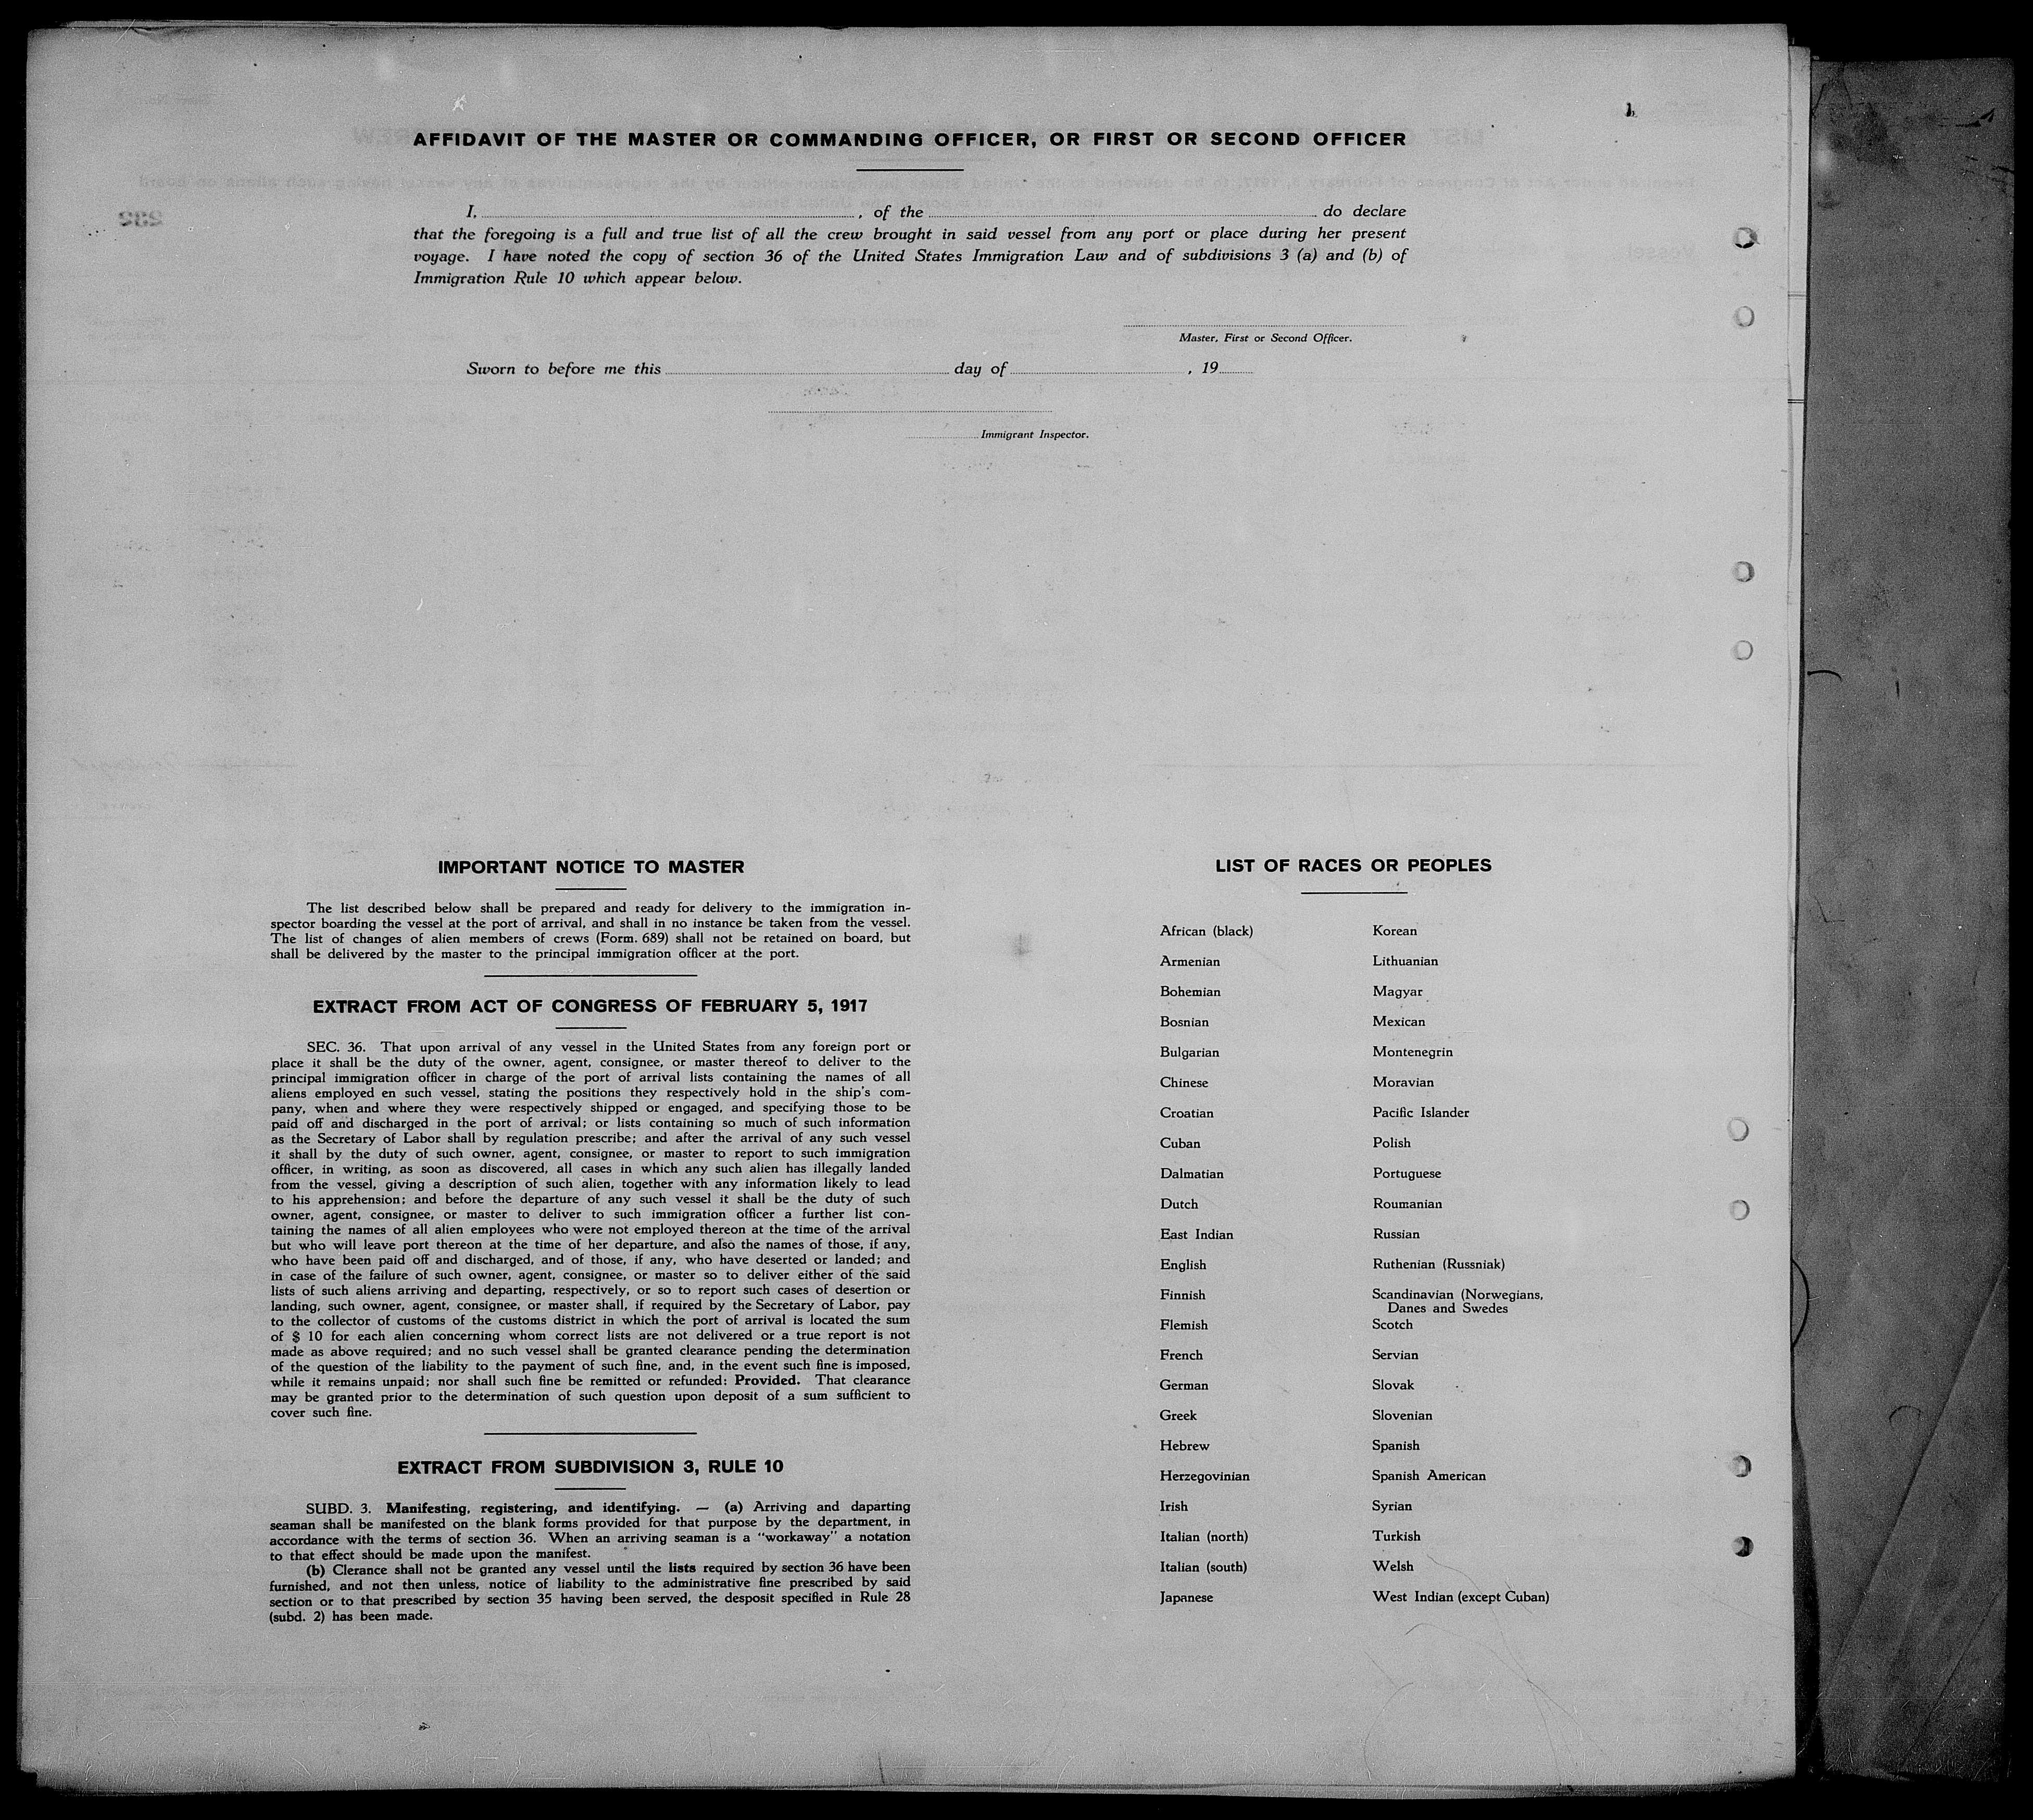 AFFIDAVIT OF THE MASTER OR COMMANDING OFFICER, OR FIRST OR SECOND OFFICER
I, , of the do declare
that the foregoing is a full and true list of all the crew brought in said vessel from any port or place during her present
voyage. I have noted the copy of section 36 of the United States Immigration Law and of subdivisions 3 (a) and (b) of
Immigration Rule 10 which appear below.
Master, First or Second Officer.
Sworn to before me this day of , 19
Immigrant Inspector.
IMPORTANT NOTICE TO MASTER
The list described below shall be prepared and ready for delivery to the immigration in-
spector boarding the vessel at the port of arrival, and shall in no instance be taken from the vessel.
The list of changes of alien members of crews (Form. 689) shall not be retained on board, but
shall be delivered by the master to the principal immigration officer at the port.
EXTRACT FROM ACT OF CONGRESS OF FEBRUARY 5, 1917
SEC. 36. That upon arrival of any vessel in the United States from any foreign port or
place it shall be the duty of the owner, agent, consignee, or master thereof to deliver to the
principal immigration officer in charge of the port of arrival lists containing the names of all
aliens employed en such vessel, stating the positions they respectively hold in the ship's com-
pany, when and where they were respectively shipped or engaged, and specifying those to be
paid off and discharged in the port of arrival; or lists containing so much of such information
as the Secretary of Labor shall by regulation prescribe; and after the arrival of any such vessel
it shall by the duty of such owner, agent, consignee, or master to report to such immigration
officer, in writing, as soon as discovered, all cases in which any such alien has illegally landed
from the vessel, giving a description of such alien, together with any information likely to lead
to his apprehension; and before the departure of any such vessel it shall be the duty of such
owner, agent, consignee, or master to deliver to such immigration officer a further list con-
taining the names of all alien employees who were not employed thereon at the time of the arrival
but who will leave port thereon at the time of her departure, and also the names of those, if any,
who have been paid off and discharged, and of those, if any, who have deserted or landed; and
in case of the failure of such owner, agent, consignee, or master so to deliver either of the said
lists of such aliens arriving and departing, respectively, or so to report such cases of desertion or
landing, such owner, agent, consignee, or master shall, if required by the Secretary of Labor, pay
to the collector of customs of the customs district in which the port of arrival is located the sum
of $ 10 for each alien concerning whom correct lists are not delivered or a true report is not
made as above required; and no such vessel shall be granted clearance pending the determination
of the question of the liability to the payment of such fine, and, in the event such fine is imposed,
while it remains unpaid; nor shall such fine be remitted or refunded: Provided. That clearance
may be granted prior to the determination of such question upon deposit of a sum sufficient to
cover such fine.
EXTRACT FROM SUBDIVISION 3, RULE 10
SUBD. 3. Manifesting, registering, and identifying. — (a) Arriving and daparting
seaman shall be manifested on the blank forms provided for that purpose by the department, in
accordance with the terms of section 36. When an arriving seaman is a "workaway" a notation
to that effect should be made upon the manifest.
(b) Clerance shall not be granted any vessel until the lists required by section 36 have been
furnished, and not then unless, notice of liability to the administrative fine prescribed by said
section or to that prescribed by section 35 having been served, the desposit specified in Rule 28
(subd. 2) has been made.
LIST OF RACES OR PEOPLES
African (black)
Armenian
Bohemian
Bosnian
Bulgarian
Chinese
Croatian
Cuban
Dalmatian
Dutch
East Indian
English
Finnish
Flemish
French
German
Greek
Hebrew
Herzegovinian
Irish
Italian (north)
Italian (south)
Japanese
Korean
Lithuanian
Magyar
Mexican
Montenegrin
Moravian
Pacific Islander
Polish
Portuguese
Roumanian
Russian
Ruthenian (Russniak)
Scandinavian (Norwegians,
Danes and Swedes
Scotch
Servian
Slovak
Slovenian
Spanish
Spanish American
Syrian
Turkish
Welsh
West Indian (except Cuban)